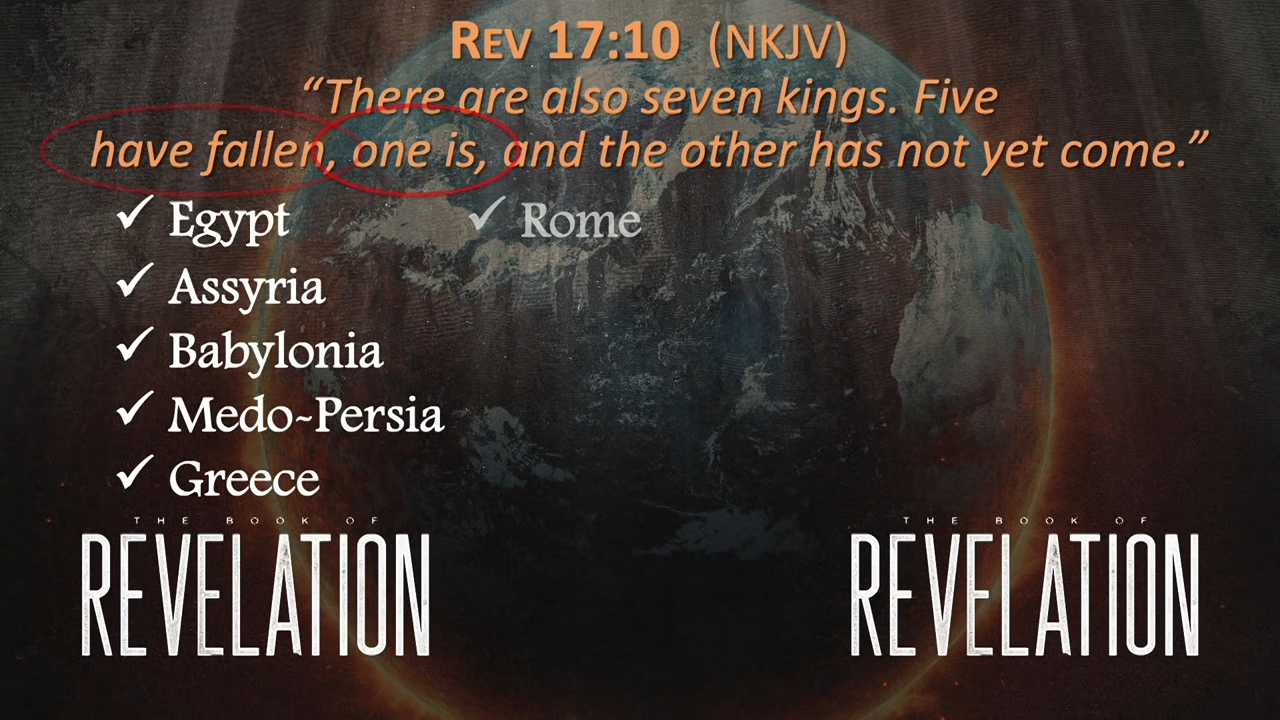 REV 17:10 (NKJV)
“There are also seven kings. Five
have fallen, one is, and the other has not yet come.”
✓ Egypt
✓ Rome
✓ Assyria
✓ Babylonia
✓ Medo-Persia
✓ Greece
THE BOOK OF
REVELATION
THE BOOK OF
REVELATION